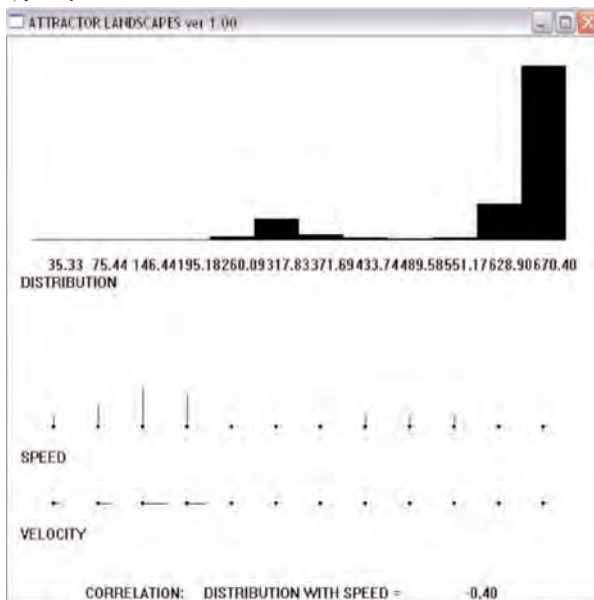 ATTRACTOR LANDSCAPES ver 1.00
35.33 75.44 146.44195.18260.09317.83371.69433.74489.58551.17628.90670.40
DISTRIBUTION
SPEED
VELOCITY
CORRELATION: DISTRIBUTION WITH SPEED = -0,40